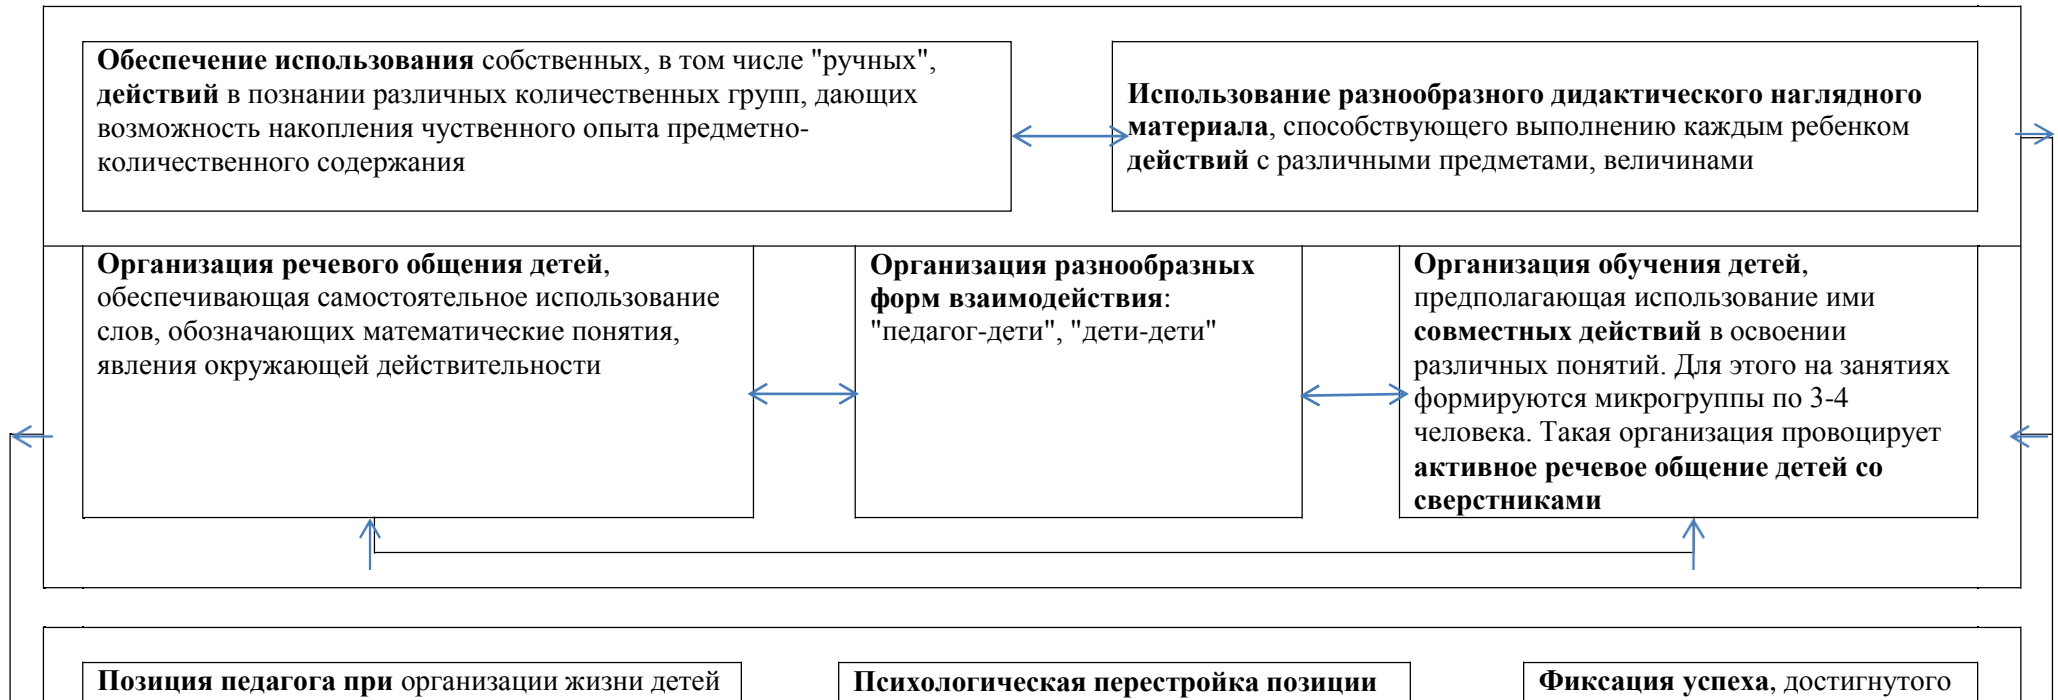 Обеспечение использования собственных, в том числе "ручных",
действий в познании различных количественных групп, дающих
возможность накопления чуственного опыта предметно-
количественного содержания
Использование разнообразного дидактического наглядного
материала, способствующего выполнению каждым ребенком
действий с различными предметами, величинами
Организация речевого общения детей,
обеспечивающая самостоятельное использование
слов, обозначающих математические понятия,
явления окружающей действительности
Организация разнообразных
форм взаимодействия:
"педагог-дети", "дети-дети"
Организация обучения детей,
предполагающая использование ими
совместных действий в освоении
различных понятий. Для этого на занятиях
формируются микрогруппы по 3-4
человека. Такая организация провоцирует
активное речевое общение детей со
сверстниками
Позиция педагога при организации жизни детей
Психологическая перестройка позиции
Фиксация успеха, достигнутого